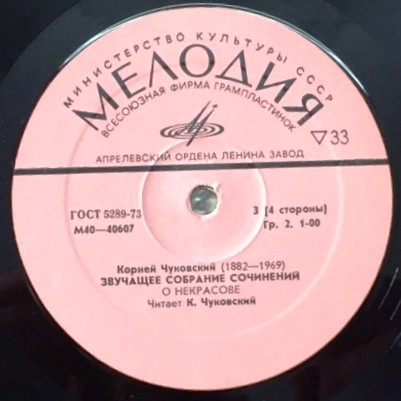 МИНИСТЕРСТВО КУЛЬТУРЫ СССР
МЕЛОДИЯ
ВСЕСОЮЗНАЯ ФИРМА ГРАМПЛАСТИНОК
▽33
АПРЕЛЕВСКИЙ ОРДЕНА ЛЕНИНА ЗАВОД
ГОСТ 5289-73
3 [4 стороны]
М40—40607
Гр. 2. 1-00
Корней Чуковский (1882—1969)
ЗВУЧАЩЕЕ СОБРАНИЕ СОЧИНЕНИЙ
О НЕКРАСОВЕ
Читает К. Чуковский